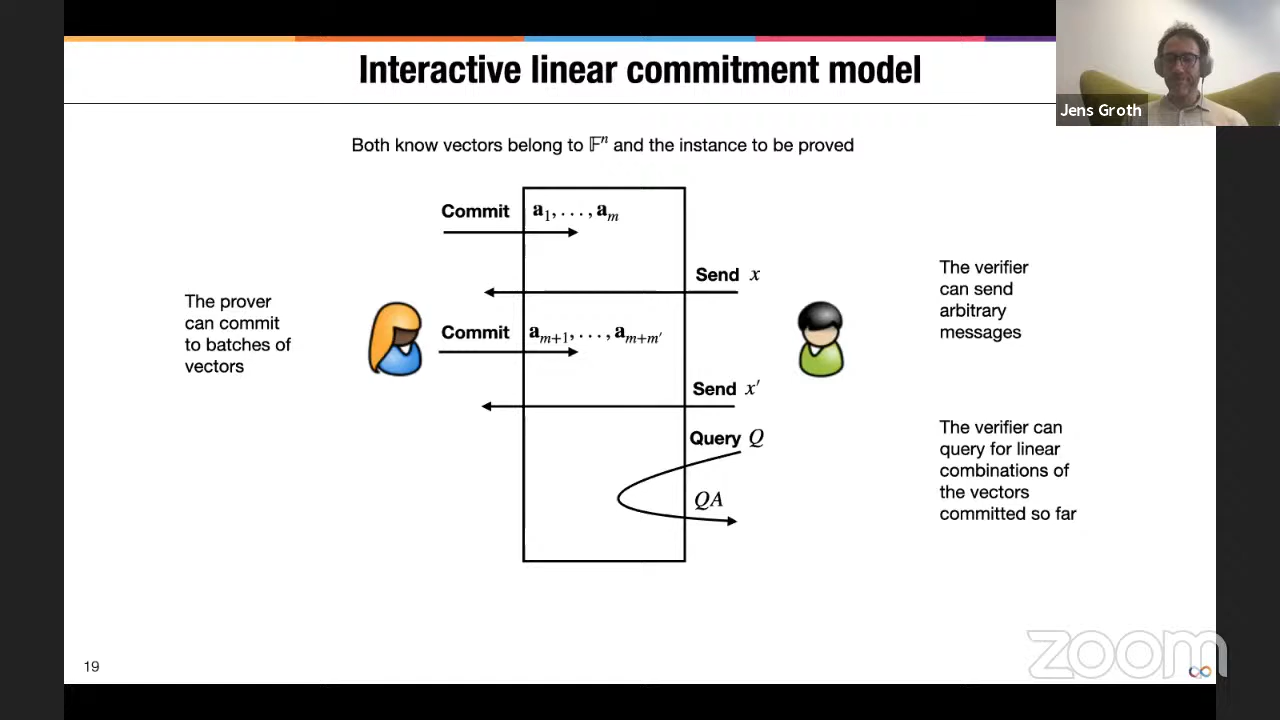 Interactive linear commitment model
Jens Groth
Both know vectors belong to 𝔽ⁿ and the instance to be proved
Commit a₁, . . . , aₘ
Send x
The prover
can commit
to batches of
vectors
The verifier
can send
arbitrary
messages
Commit aₘ₊₁, . . . , aₘ₊ₘ′
Send x′
Query Q
QA
The verifier can
query for linear
combinations of
the vectors
committed so far
19
zoom